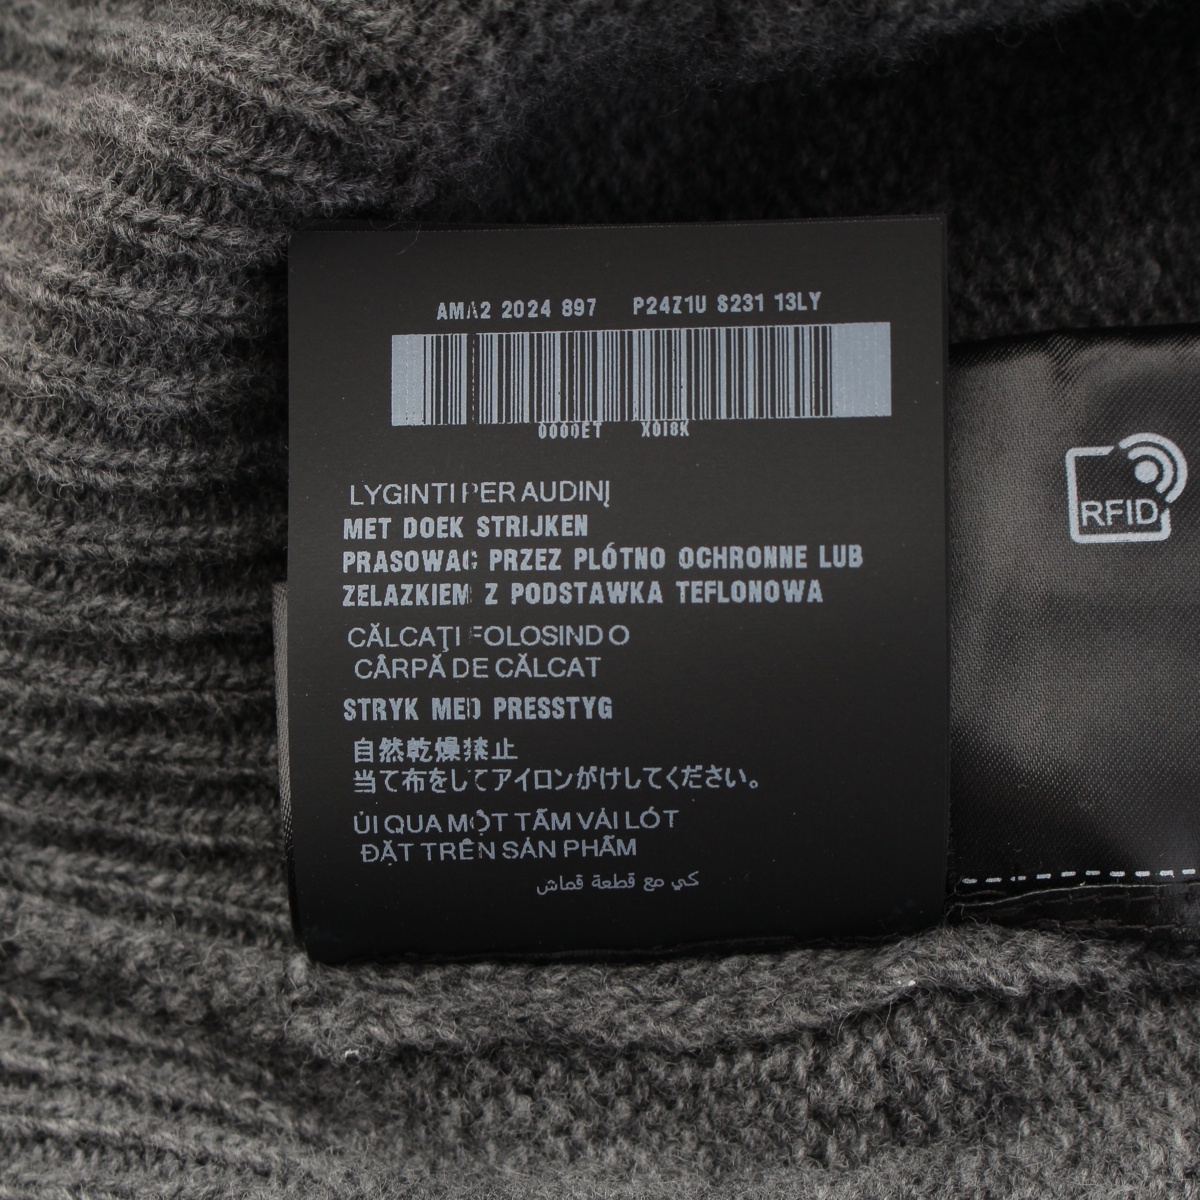 AMA2 2024 897 P24Z1U S231 13LY
0000ET X0I8K
LYGINTI PER AUDINĮ
MET DOEK STRIJKEN
PRASOWAC PRZEZ PLÓTNO OCHRONNE LUB
ZELAZKIEM Z PODSTAWKA TEFLONOWA
CĂLCAŢI FOLOSIND O
CÂRPĂ DE CĂLCAT
STRYK MED PRESSTYG
自然乾燥禁止
当て布をしてアイロンがけしてください。
ỦI QUA MỘT TẤM VẢI LÓT
ĐẶT TRÊN SẢN PHẨM
كي مع قطعة قماش
RFID